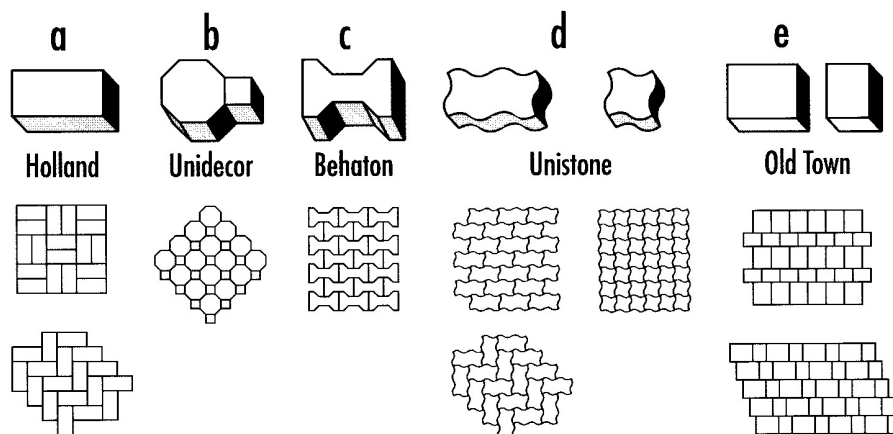 a
b
c
d
e
Holland
Unidecor
Behaton
Unistone
Old Town